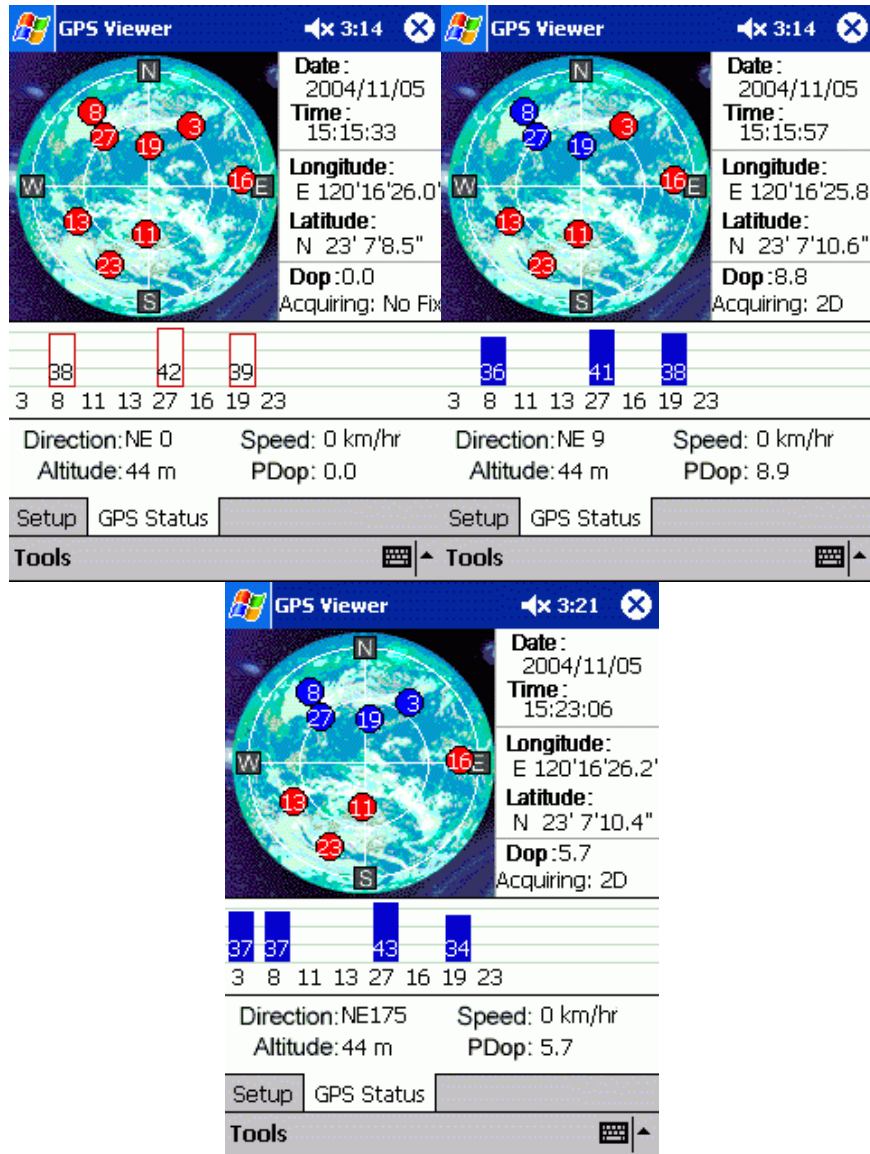 GPS Viewer 3:14
N
8
3
27
19
W
16
E
13
11
23
S
Date:
2004/11/05
Time:
15:15:33
Longitude:
E 120'16'26.0'
Latitude:
N 23' 7'8.5"
Dop:0.0
Acquiring: No Fix
38 42 39
3 8 11 13 27 16 19 23
Direction:NE 0 Speed: 0 km/hr
Altitude:44 m PDop: 0.0
Setup GPS Status
Tools
GPS Viewer 3:14
N
8
3
27
19
W
16
E
13
11
23
S
Date:
2004/11/05
Time:
15:15:57
Longitude:
E 120'16'25.8
Latitude:
N 23' 7'10.6"
Dop:8.8
Acquiring: 2D
36 41 38
3 8 11 13 27 16 19 23
Direction:NE 9 Speed: 0 km/hr
Altitude:44 m PDop: 8.9
Setup GPS Status
Tools
GPS Viewer 3:21
N
8
3
27
19
W
16
E
13
11
23
S
Date:
2004/11/05
Time:
15:23:06
Longitude:
E 120'16'26.2'
Latitude:
N 23' 7'10.4"
Dop:5.7
Acquiring: 2D
37 37 43 34
3 8 11 13 27 16 19 23
Direction:NE175 Speed: 0 km/hr
Altitude:44 m PDop: 5.7
Setup GPS Status
Tools